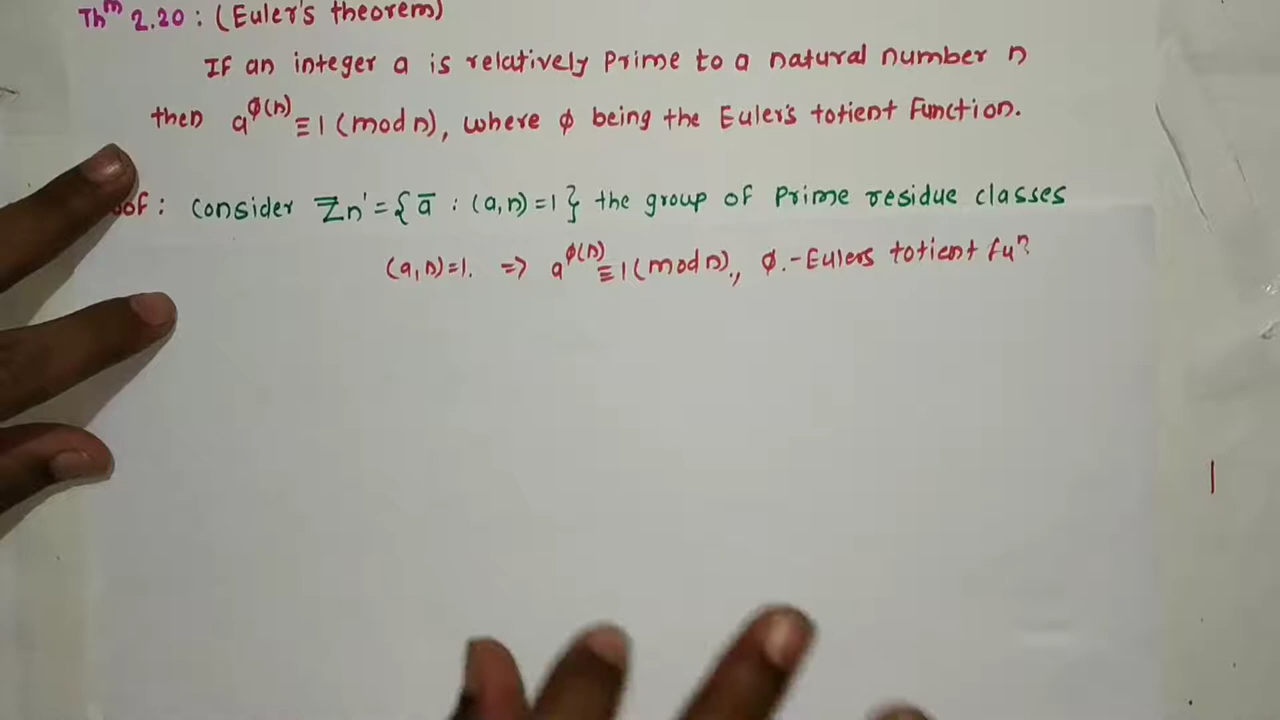 Thm 2.20 : (Euler's theorem)
IF an integer a is relatively Prime to a natural number n
then a^ϕ(n) ≡ 1 (mod n), where ϕ being the Euler's totient Function.
oof : Consider Zn' = { ā : (a,n) = 1 } the group of Prime residue classes
(a,n)=1. => a^ϕ(n) ≡ 1 (mod n)., ϕ.-Eulers totient fun